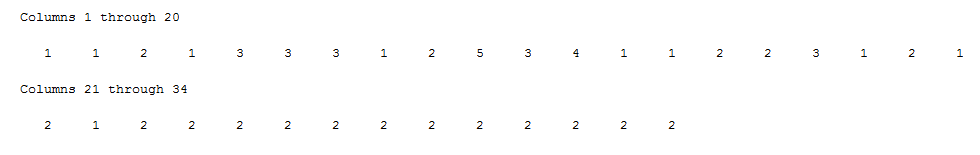 Columns 1 through 20
1 1 2 1 3 3 3 1 2 5 3 4 1 1 2 2 3 1 2 1
Columns 21 through 34
2 1 2 2 2 2 2 2 2 2 2 2 2 2